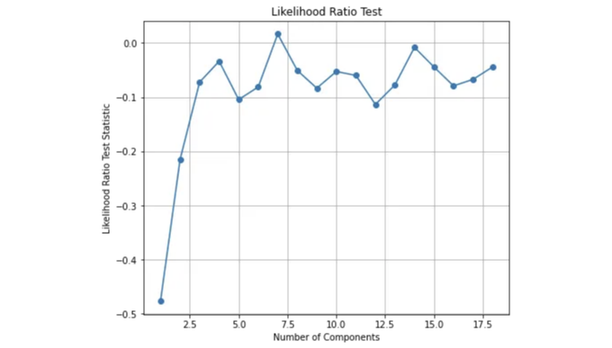 Likelihood Ratio Test
Likelihood Ratio Test Statistic
0.0
−0.1
−0.2
−0.3
−0.4
−0.5
2.5 5.0 7.5 10.0 12.5 15.0 17.5
Number of Components